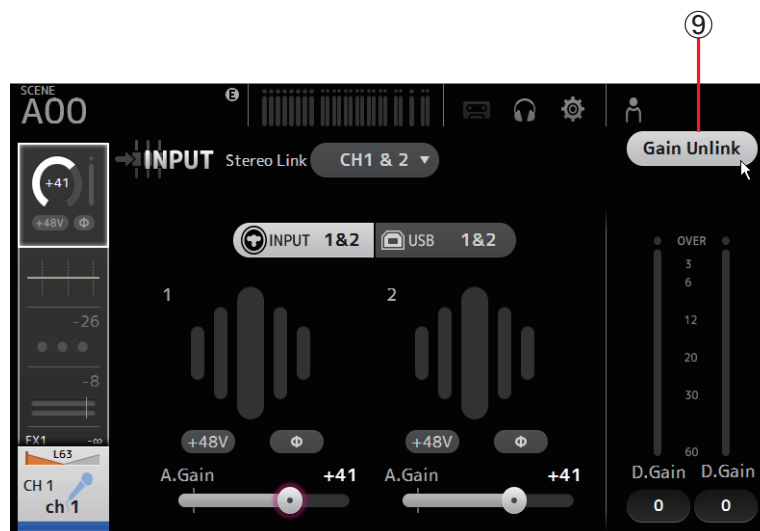 ⑨
SCENE
A00
E
INPUT Stereo Link CH1 & 2 ▼
Gain Unlink
+41
+48V Φ
INPUT 1&2 USB 1&2
OVER
3
6
12
20
30
60
1
2
-26
-8
FX1 -∞
+48V Φ
+48V Φ
A.Gain +41
A.Gain +41
D.Gain D.Gain
0 0
L63
CH 1
ch 1